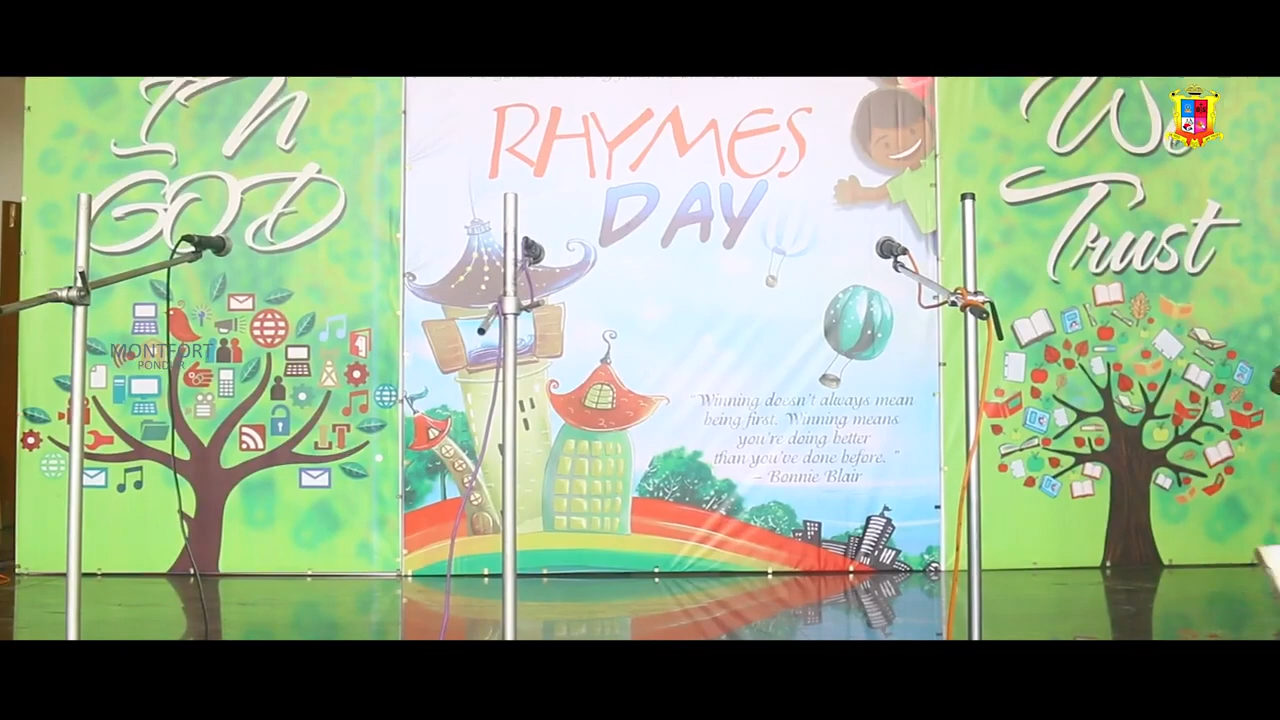 In
GOD
RHYMES
DAY
We
Trust
MONTFORT
"Winning doesn't always mean
being first. Winning means
you're doing better
than you've done before."
- Bonnie Blair